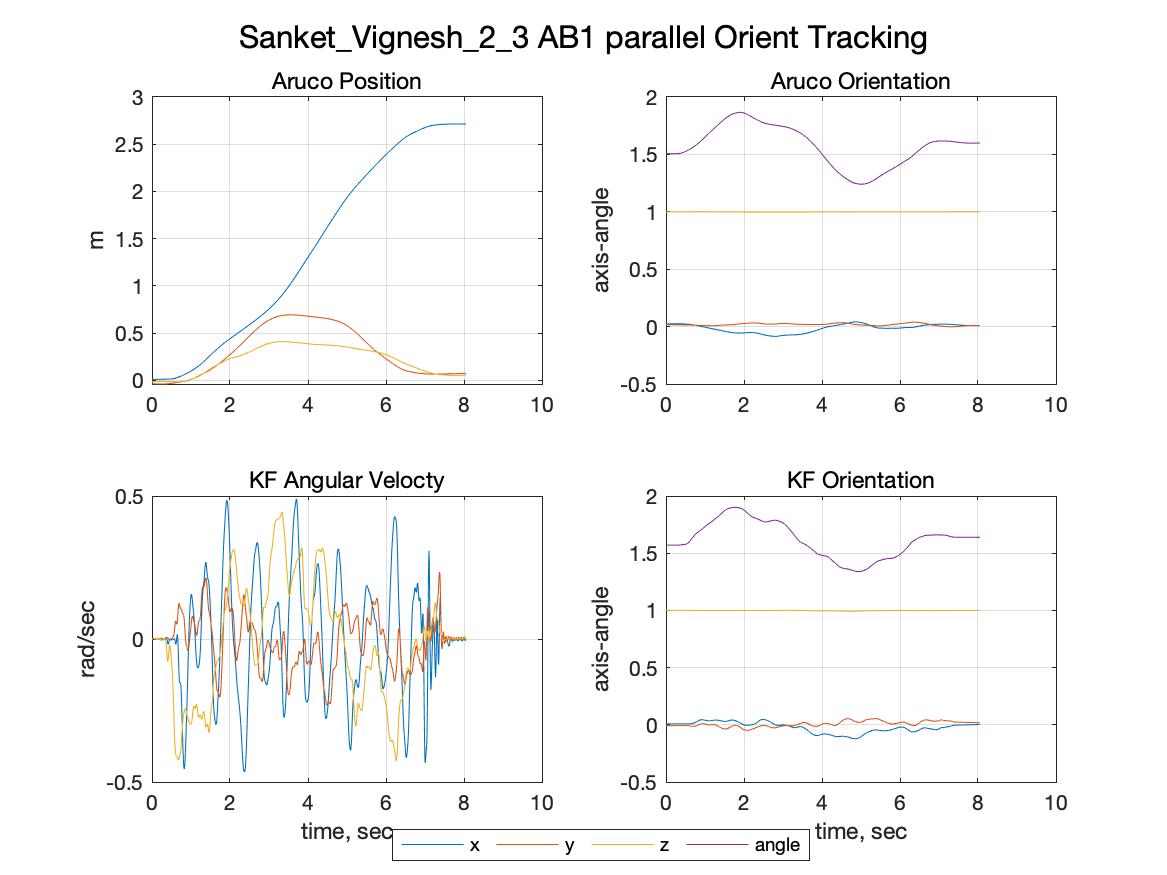 Sanket_Vignesh_2_3 AB1 parallel Orient Tracking
Aruco Position
3
2.5
2
1.5
1
0.5
0
m
0 2 4 6 8 10
Aruco Orientation
2
1.5
1
0.5
0
-0.5
axis-angle
0 2 4 6 8 10
KF Angular Velocty
0.5
0
-0.5
rad/sec
0 2 4 6 8 10
time, sec
KF Orientation
2
1.5
1
0.5
0
-0.5
axis-angle
0 2 4 6 8 10
time, sec
x y z angle